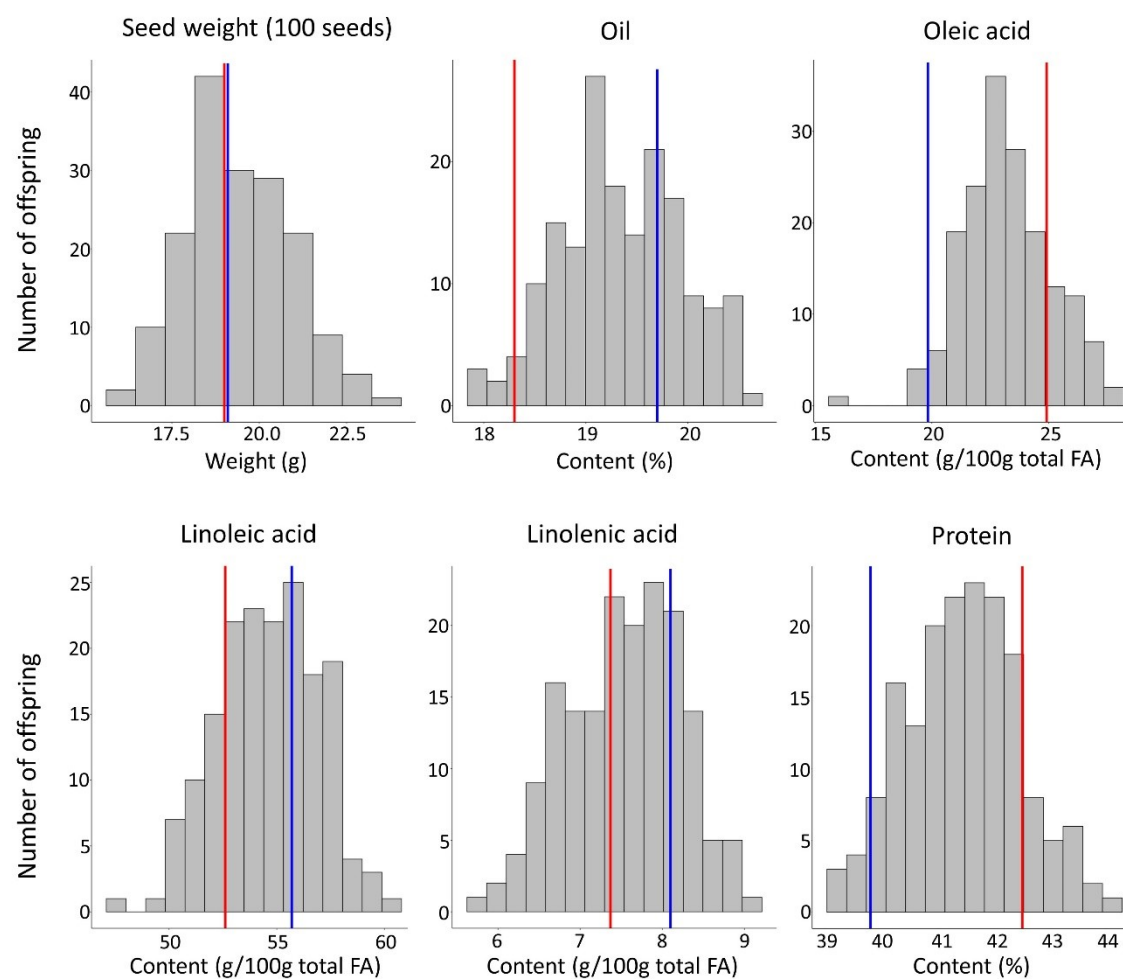 Seed weight (100 seeds)
Oil
Oleic acid
Number of offspring
40
30
20
10
0
17.5 20.0 22.5
Weight (g)
20
10
0
18 19 20
Content (%)
30
20
10
0
15 20 25
Content (g/100g total FA)
Linoleic acid
Linolenic acid
Protein
Number of offspring
25
20
15
10
5
0
50 55 60
Content (g/100g total FA)
20
15
10
5
0
6 7 8 9
Content (g/100g total FA)
20
15
10
5
0
39 40 41 42 43 44
Content (%)